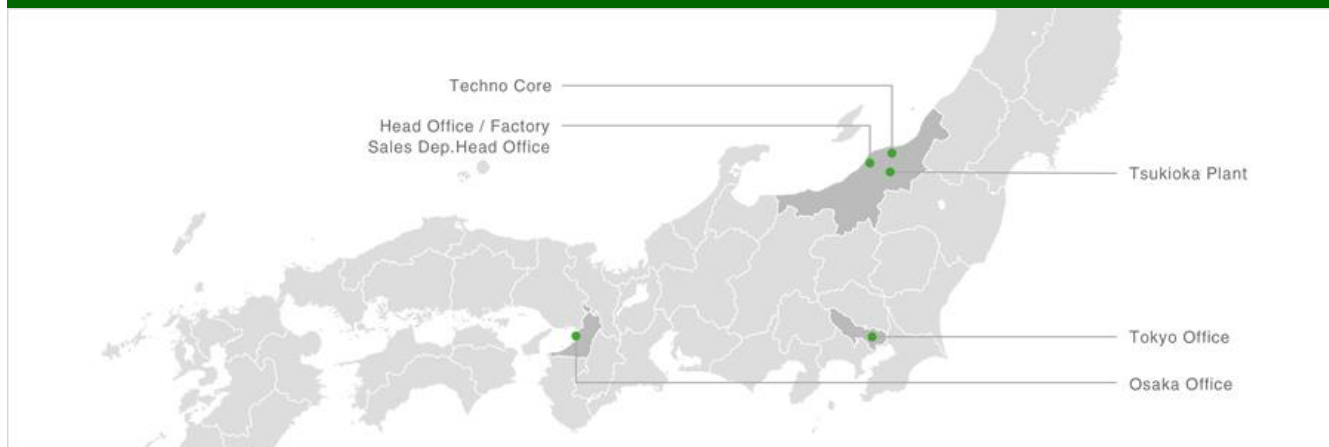 Techno Core
Head Office / Factory
Sales Dep.Head Office
Tsukioka Plant
Tokyo Office
Osaka Office